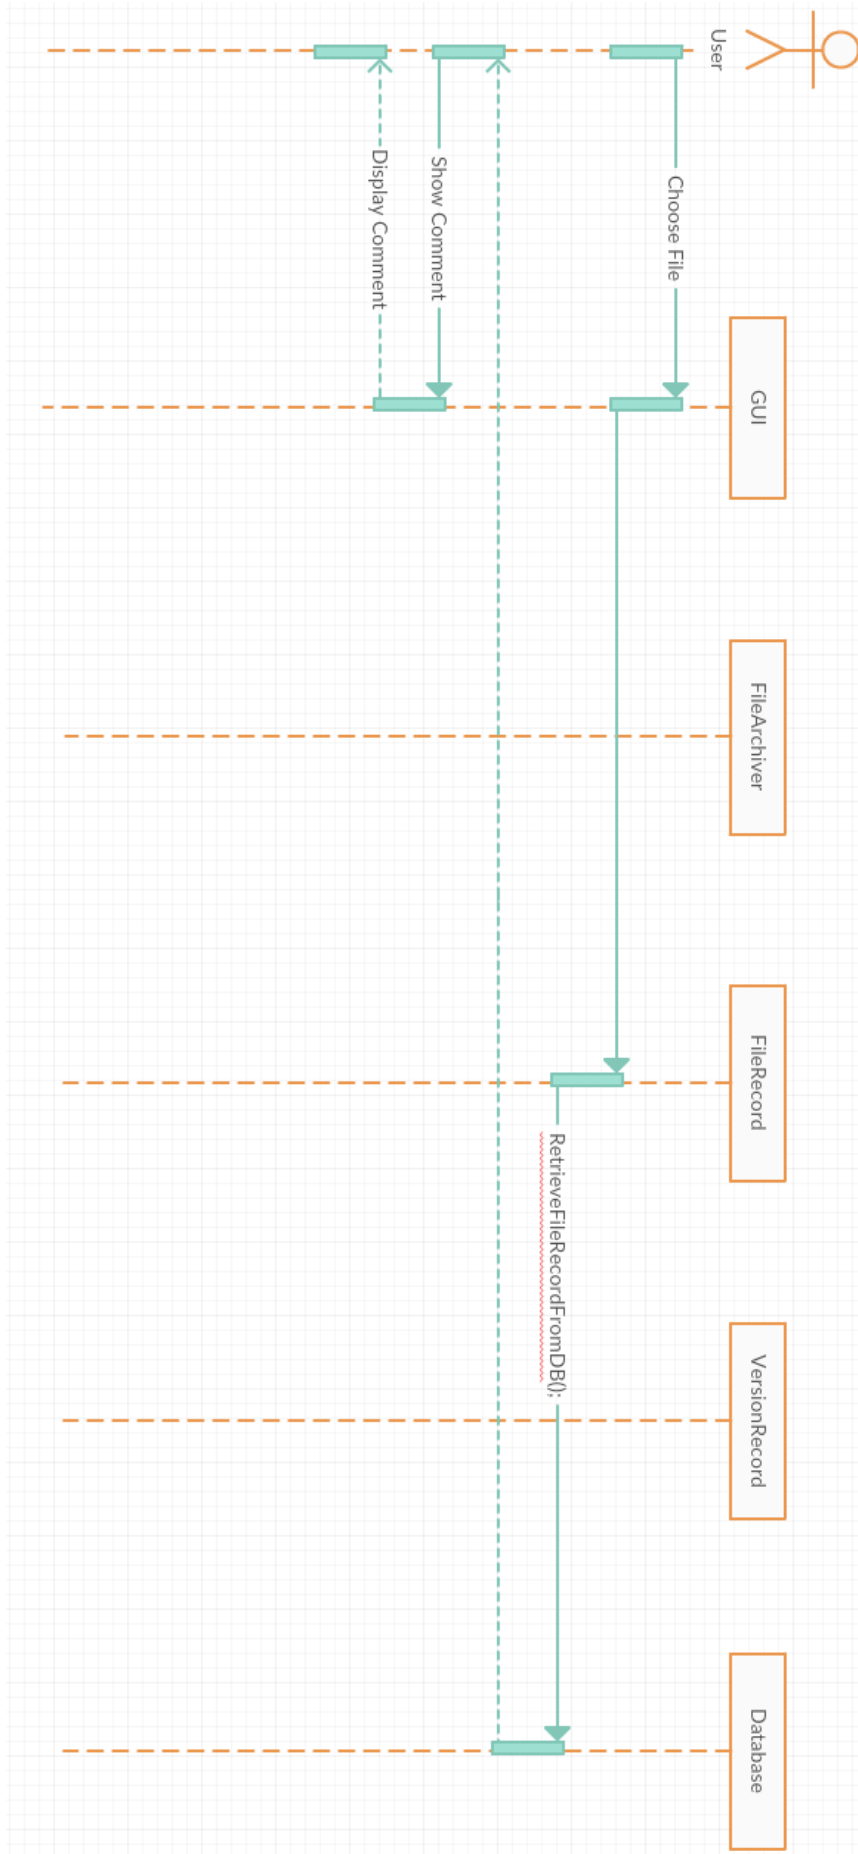 User
GUI
FileArchiver
FileRecord
VersionRecord
Database
Choose File
RetrieveFileRecordFromDB();
Show Comment
Display Comment